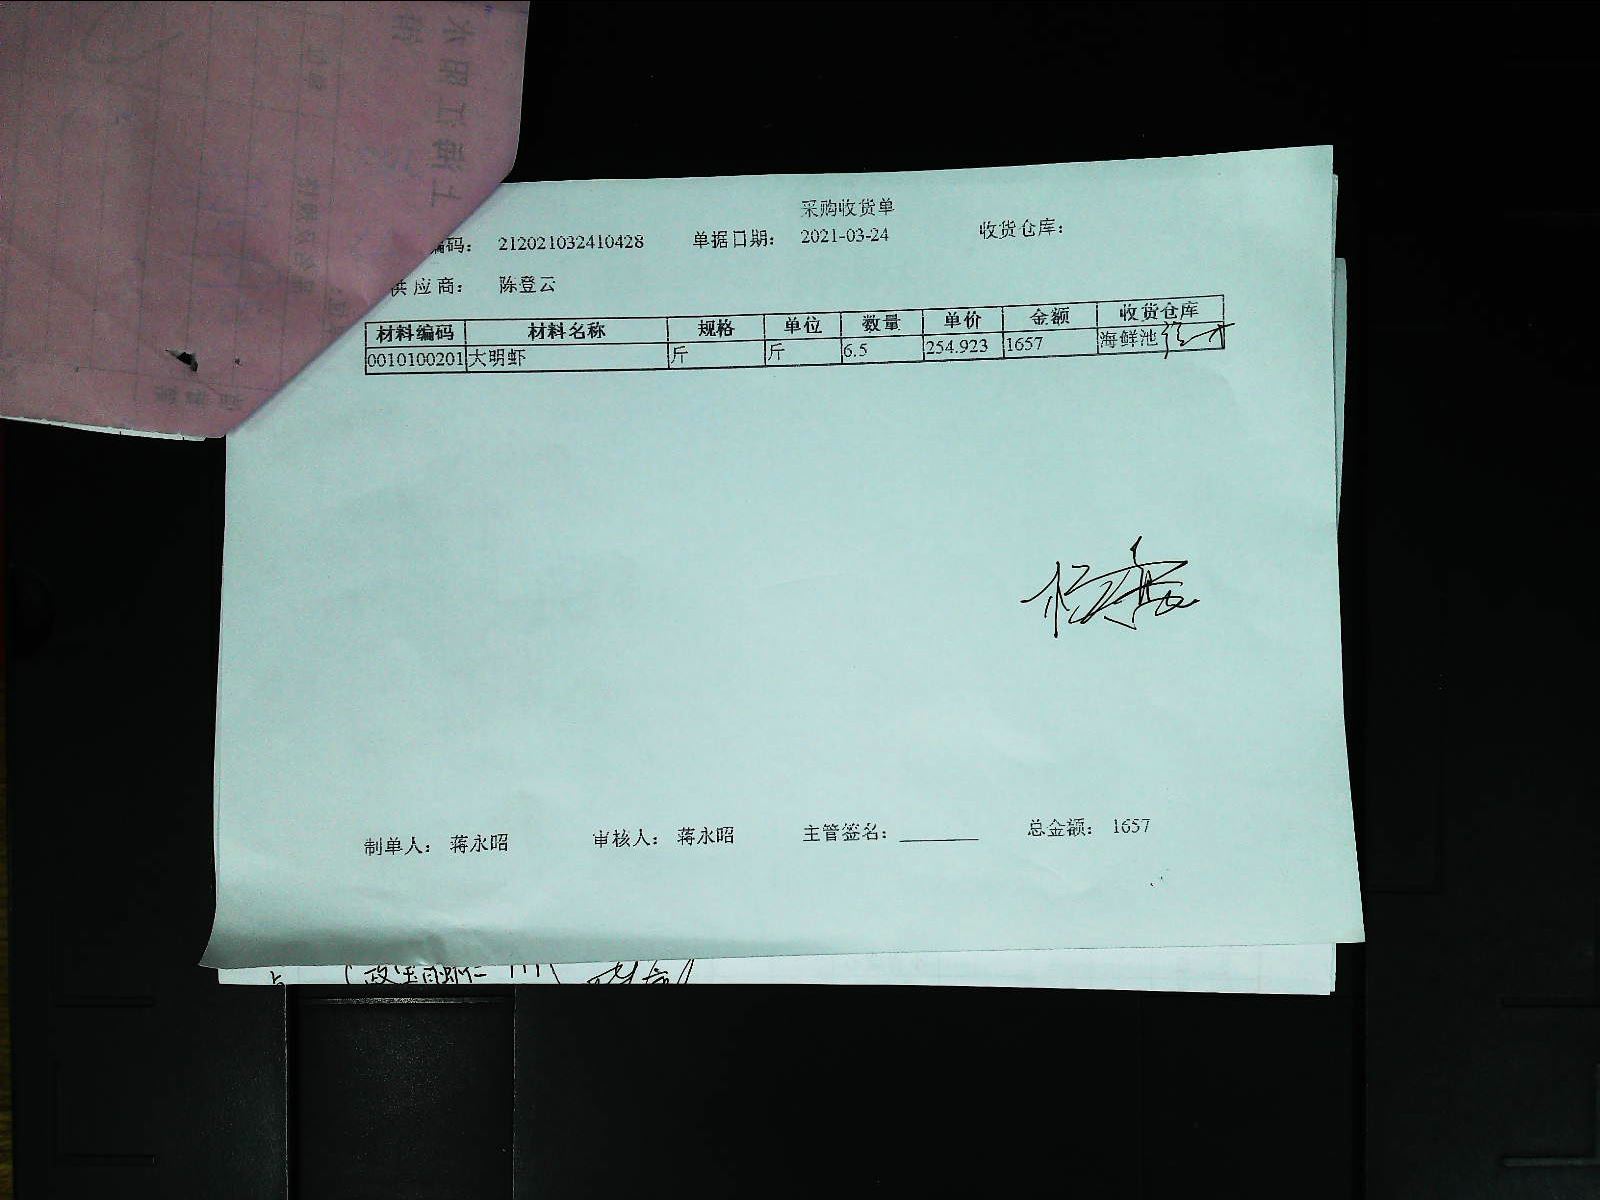 采购收货单
编码： 212021032410428 单据日期： 2021-03-24 收货仓库：
供应商： 陈登云
材料编码 材料名称 规格 单位 数量 单价 金额 收货仓库
0010100201 大明虾 斤 斤 6.5 254.923 1657 海鲜池
制单人： 蒋永昭 审核人： 蒋永昭 主管签名： 总金额： 1657